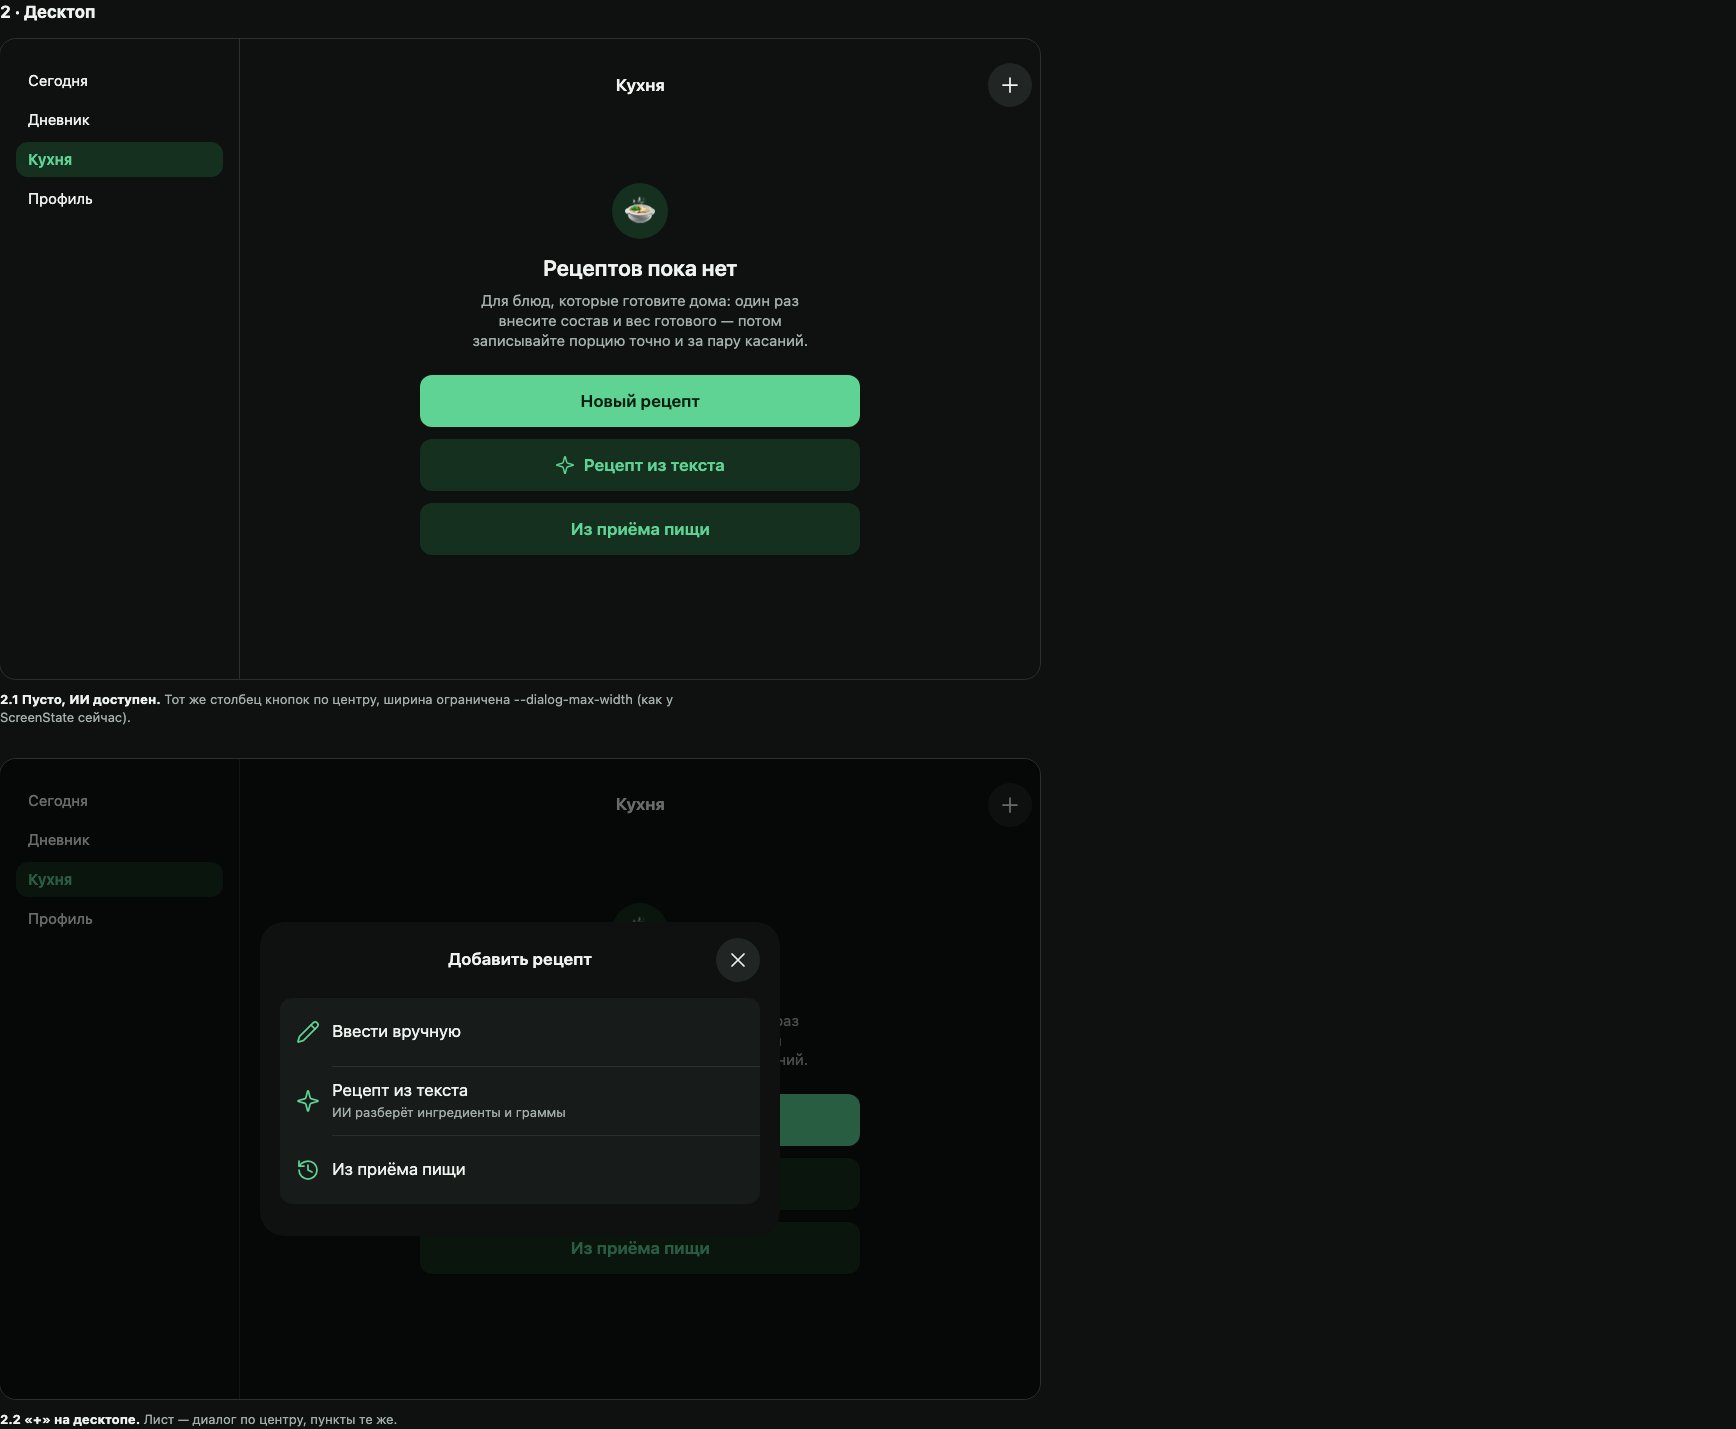 2 · Десктоп
Сегодня
Дневник
Кухня
Профиль
Кухня
Рецептов пока нет
Для блюд, которые готовите дома: один раз
внесите состав и вес готового — потом
записывайте порцию точно и за пару касаний.
Новый рецепт
Рецепт из текста
Из приёма пищи
2.1 Пусто, ИИ доступен. Тот же столбец кнопок по центру, ширина ограничена --dialog-max-width (как у
ScreenState сейчас).
Сегодня
Дневник
Кухня
Профиль
Кухня
Добавить рецепт
Ввести вручную
Рецепт из текста
ИИ разберёт ингредиенты и граммы
Из приёма пищи
раз
ний.
Из приёма пищи
2.2 «+» на десктопе. Лист — диалог по центру, пункты те же.